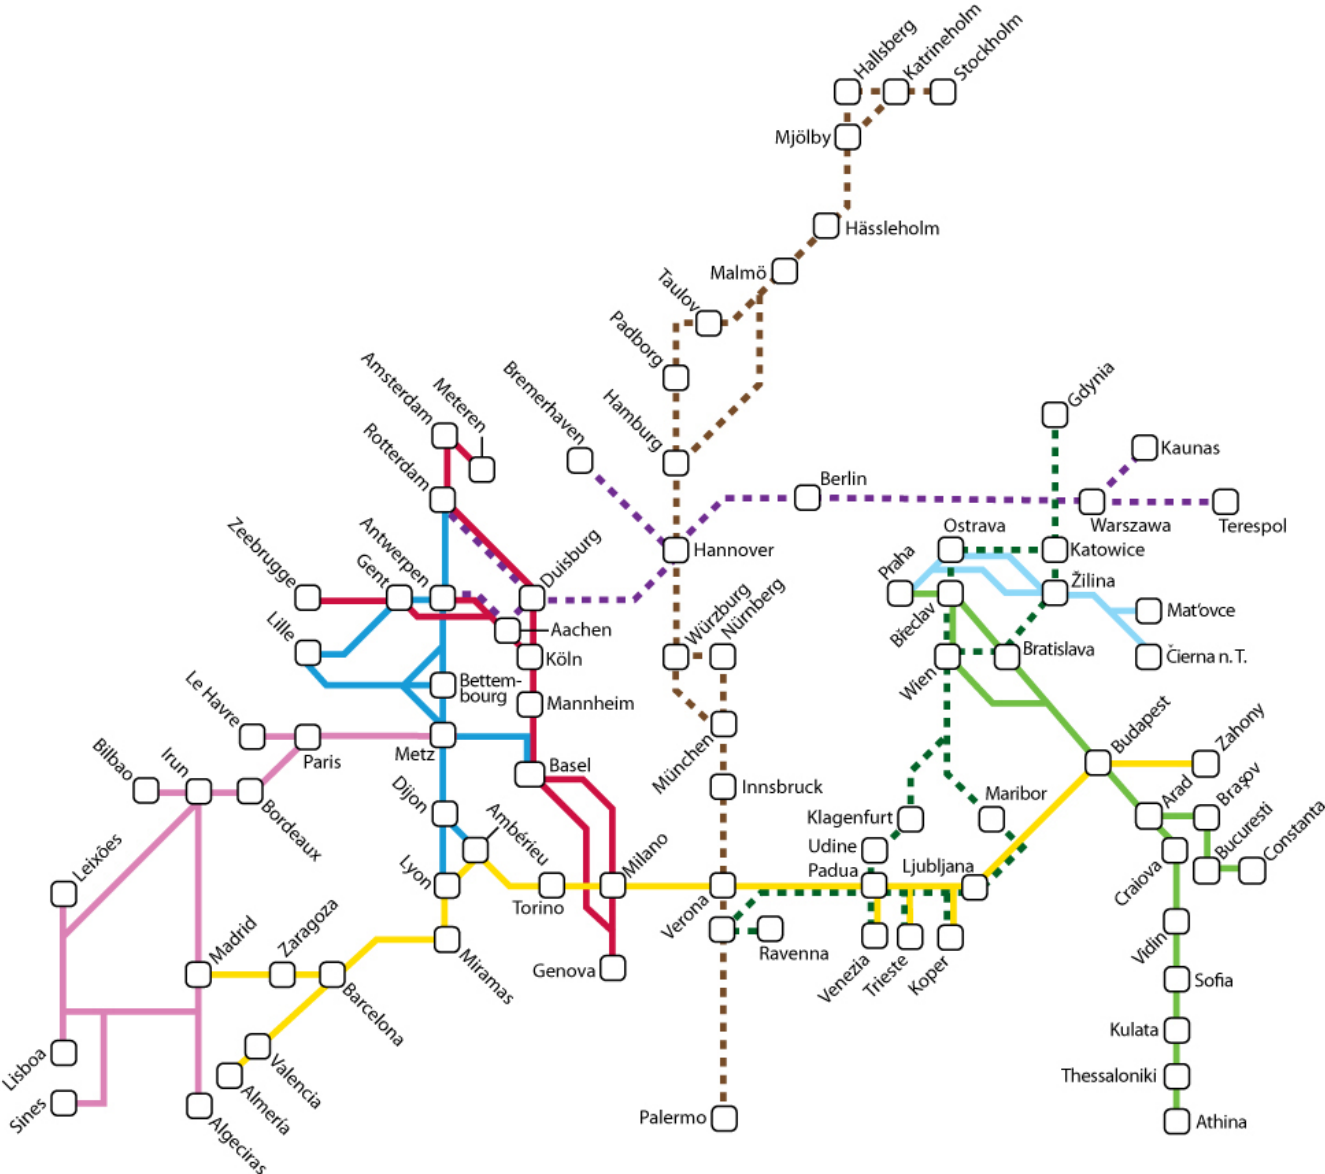 Hallsberg
Katrineholm
Stockholm
Mjölby
Hässleholm
Malmö
Taulov
Padborg
Amsterdam
Meteren
Bremerhaven
Hamburg
Gdynia
Rotterdam
Kaunas
Berlin
Zeebrugge
Antwerpen
Gent
Duisburg
Warszawa
Terespol
Ostrava
Hannover
Katowice
Praha
Žilina
Würzburg
Nürnberg
Mat'ovce
Lille
Aachen
Břeclav
Köln
Bratislava
Čierna n. T.
Bettem-
bourg
Wien
Le Havre
Mannheim
Budapest
Zahony
Bilbao
Irun
Paris
Metz
München
Basel
Innsbruck
Bordeaux
Dijon
Ambérieu
Maribor
Arad
Braşov
Klagenfurt
Bucuresti
Constanta
Leixões
Udine
Milano
Lyon
Padua
Ljubljana
Craiova
Torino
Verona
Madrid
Zaragoza
Vidin
Ravenna
Genova
Miramas
Venezia
Trieste
Koper
Sofia
Barcelona
Kulata
Lisboa
Valencia
Thessaloniki
Almería
Sines
Algeciras
Palermo
Athina